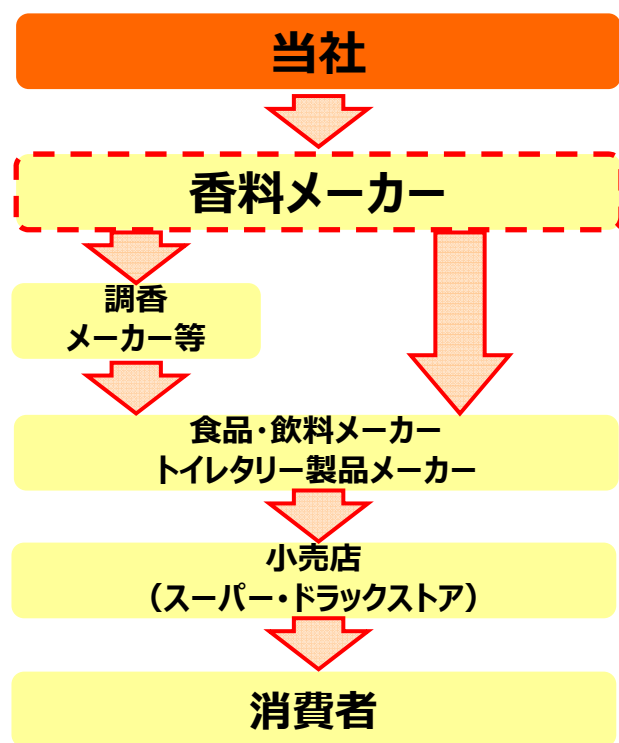 当社
香料メーカー
調香
メーカー等
食品・飲料メーカー
トイレタリー製品メーカー
小売店
（スーパー・ドラックストア）
消費者